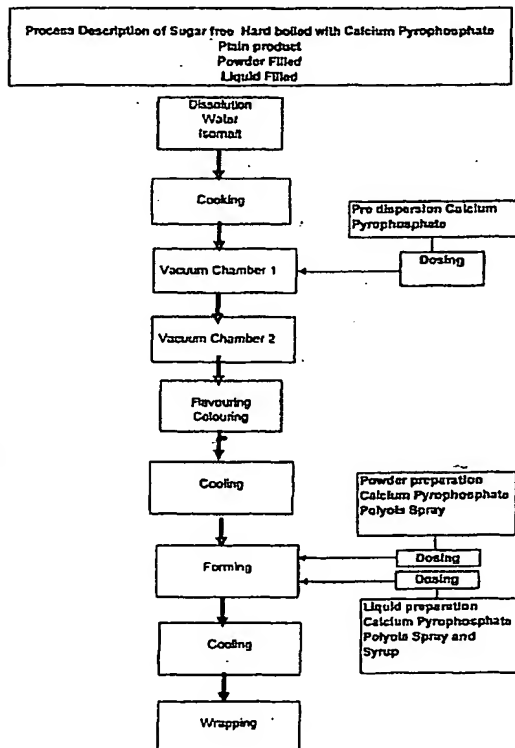 Process Description of Sugar free Hard boiled with Calcium Pyrophosphate
Plain product
Powder Filled
Liquid Filled
Dissolution
Water
Isomalt
Cooking
Pre dispersion Calcium
Pyrophosphate
Dosing
Vacuum Chamber 1
Vacuum Chamber 2
Flavouring
Colouring
Cooling
Powder preparation
Calcium Pyrophosphate
Polyols Spray
Dosing
Forming
Dosing
Liquid preparation
Calcium Pyrophosphate
Polyols Spray and
Syrup
Cooling
Wrapping